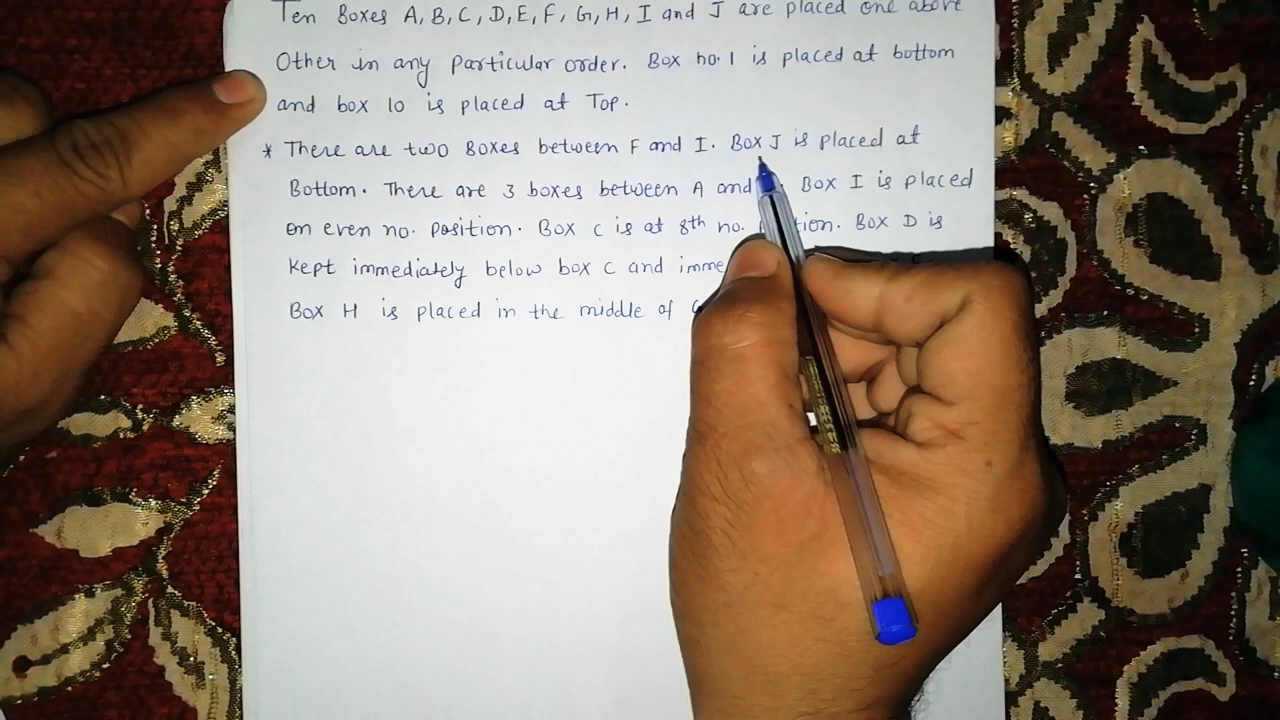 Ten Boxes A, B, C, D, E, F, G, H, I and J are placed one above
Other in any particular order. Box no. 1 is placed at bottom
and box 10 is placed at Top.
* There are two Boxes between F and I. Box J is placed at
Bottom. There are 3 boxes between A and Box I is placed
on even no. position. Box C is at 8th no. Box D is
Kept immediately below box C and
Box H is placed in the middle of